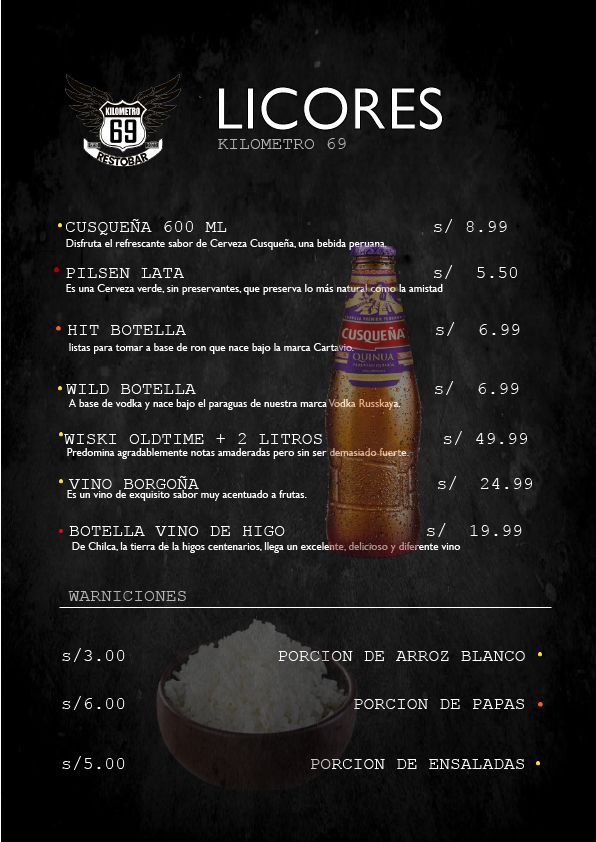 KILOMETRO
69
RESTOBAR
LICORES
KILOMETRO 69
CUSQUEÑA 600 ML s/ 8.99
Disfruta el refrescante sabor de Cerveza Cusqueña, una bebida peruana.
PILSEN LATA s/ 5.50
Es una Cerveza verde, sin preservantes, que preserva lo más natural como la amistad
HIT BOTELLA s/ 6.99
listas para tomar a base de ron que nace bajo la marca Cartavio.
CUSQUEÑA
QUINUA
WILD BOTELLA s/ 6.99
A base de vodka y nace bajo el paraguas de nuestra marca Vodka Russkaya.
WISKI OLDTIME + 2 LITROS s/ 49.99
Predomina agradablemente notas amaderadas pero sin ser demasiado fuerte.
VINO BORGOÑA s/ 24.99
Es un vino de exquisito sabor muy acentuado a frutas.
BOTELLA VINO DE HIGO s/ 19.99
De Chilca, la tierra de la higos centenarios, llega un excelente, delicioso y diferente vino
WARNICIONES
s/3.00 PORCION DE ARROZ BLANCO
s/6.00 PORCION DE PAPAS
s/5.00 PORCION DE ENSALADAS